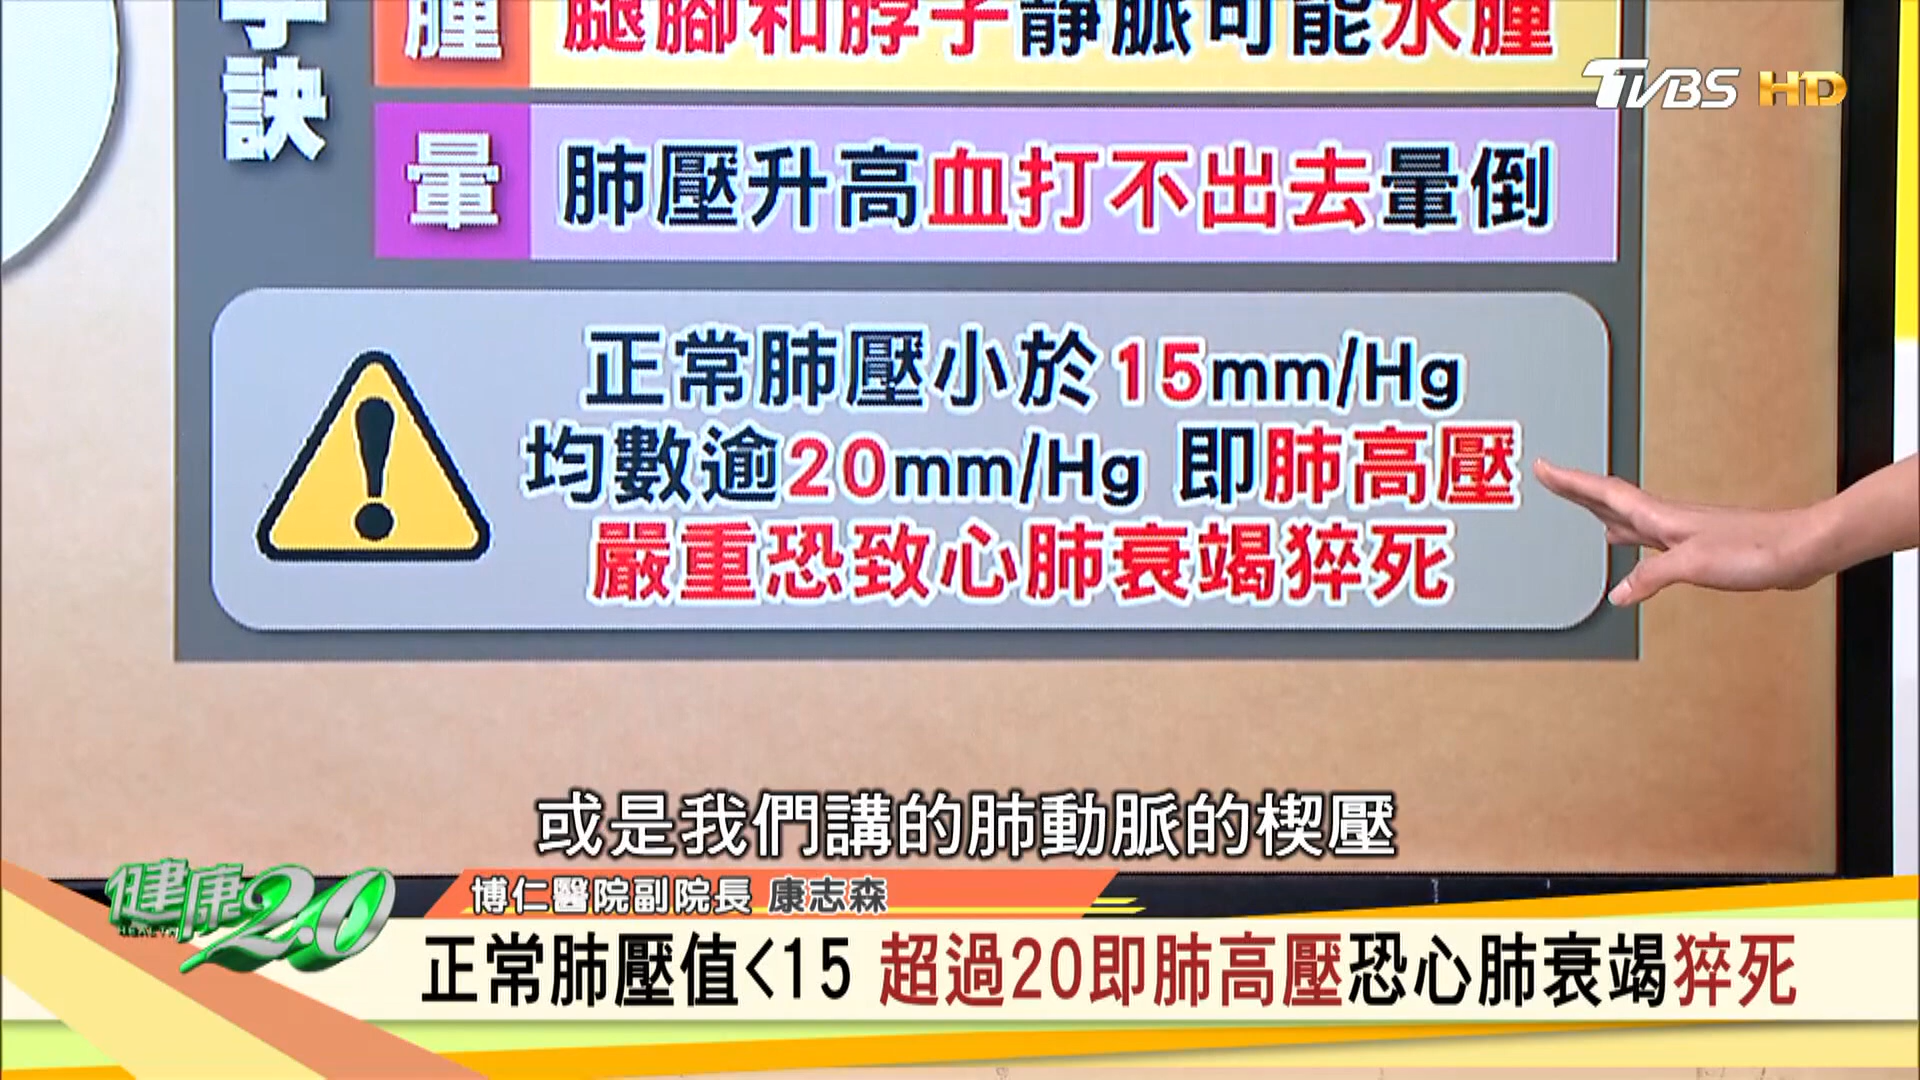 字訣
腫 腿腳和脖子靜脈可能水腫
TVBS HD
暈 肺壓升高血打不出去暈倒
正常肺壓小於15mm/Hg
均數逾20mm/Hg 即肺高壓
嚴重恐致心肺衰竭猝死
或是我們講的肺動脈的楔壓
健康2.0
HEALTH
博仁醫院副院長 康志森
正常肺壓值<15 超過20即肺高壓恐心肺衰竭猝死